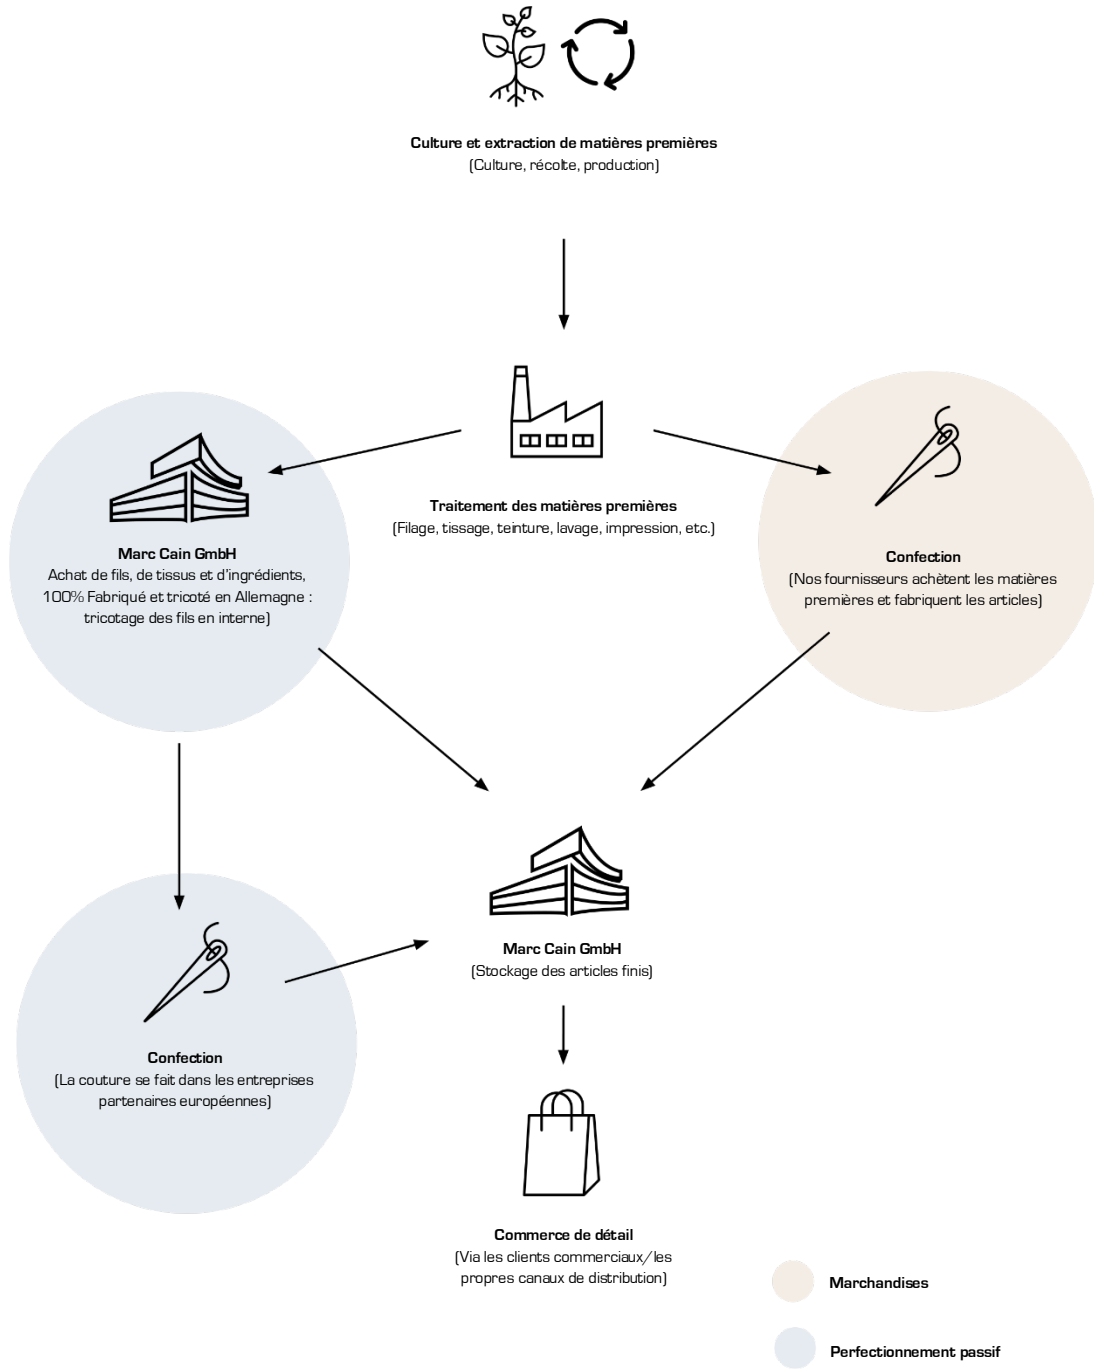 Culture et extraction de matières premières
(Culture, récolte, production)
Traitement des matières premières
(Filage, tissage, teinture, lavage, impression, etc.)
Marc Cain GmbH
Achat de fils, de tissus et d'ingrédients,
100% Fabriqué et tricoté en Allemagne :
tricotage des fils en interne)
Confection
(Nos fournisseurs achètent les matières
premières et fabriquent les articles)
Marc Cain GmbH
(Stockage des articles finis)
Confection
(La couture se fait dans les entreprises
partenaires européennes)
Commerce de détail
(Via les clients commerciaux/les
propres canaux de distribution)
Marchandises
Perfectionnement passif